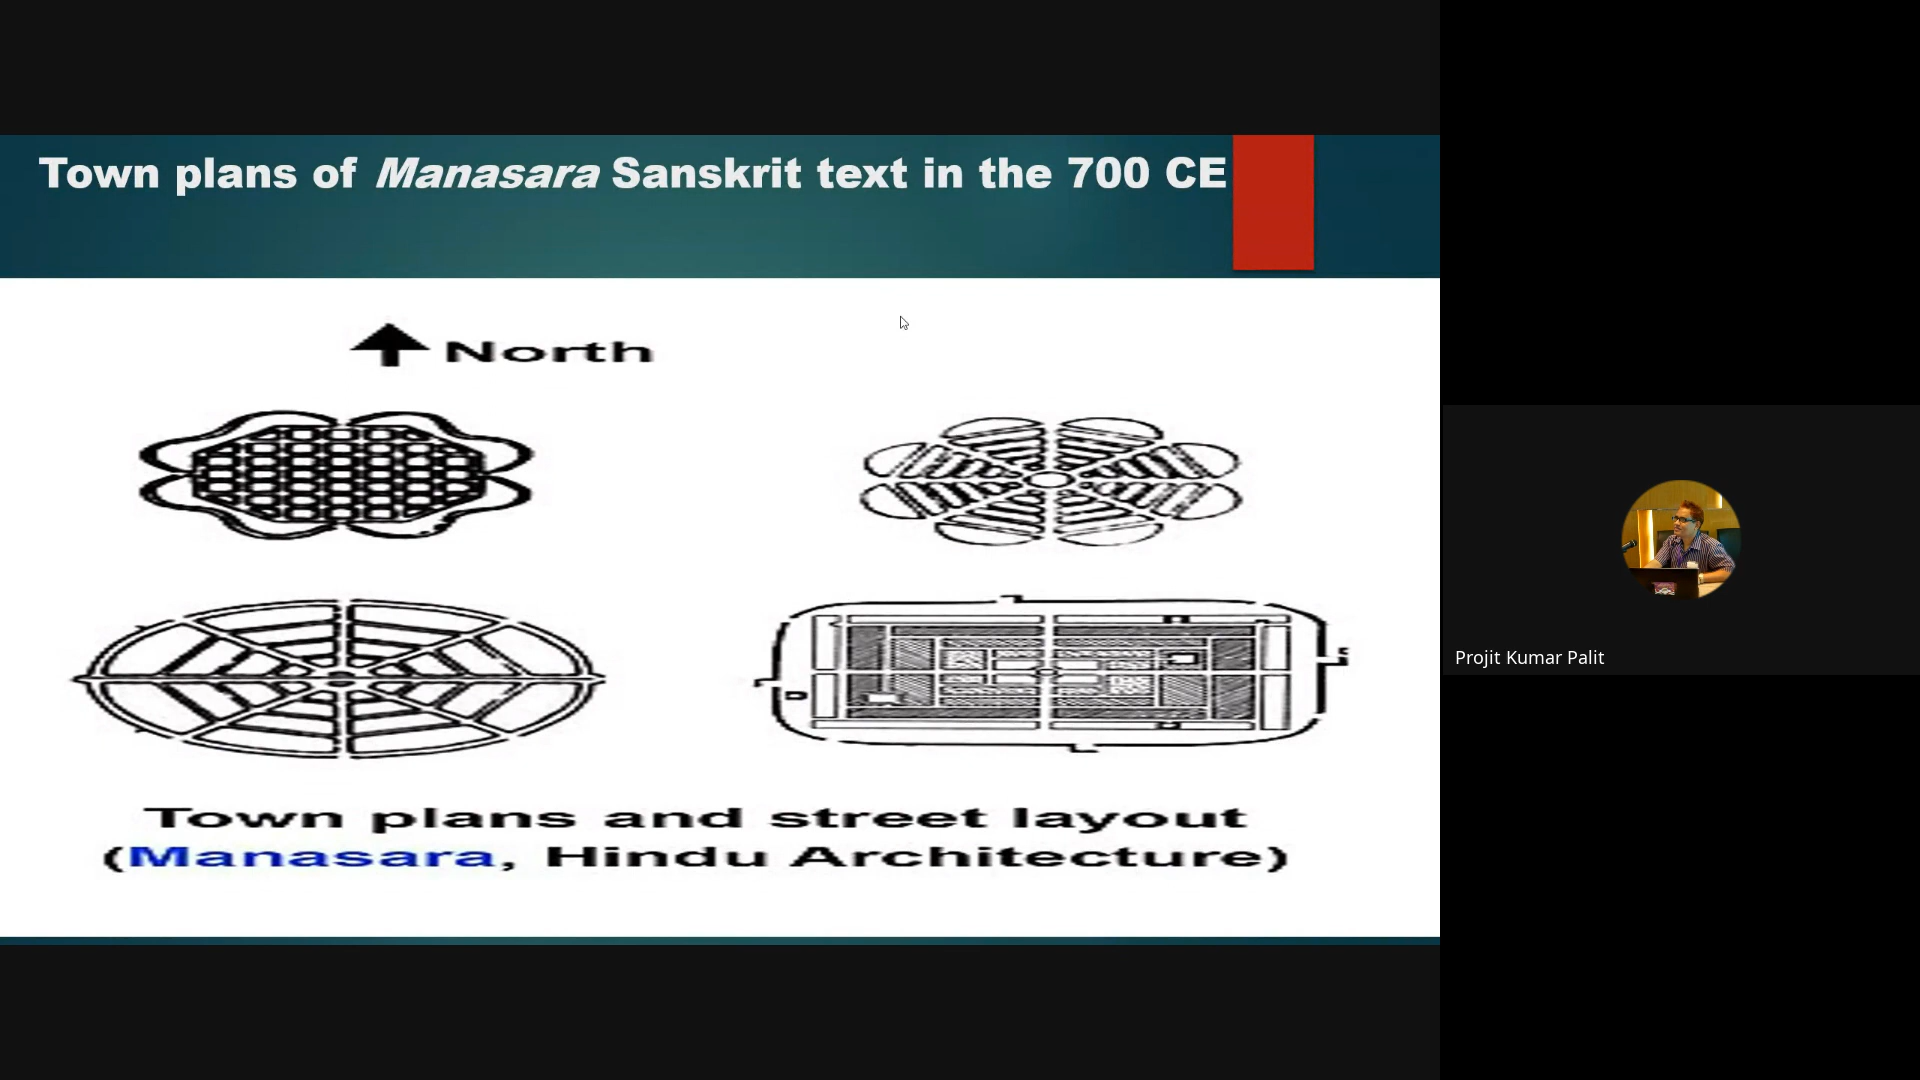 Town plans of Manasara Sanskrit text in the 700 CE
North
Town plans and street layout
(Manasara, Hindu Architecture)
Projit Kumar Palit